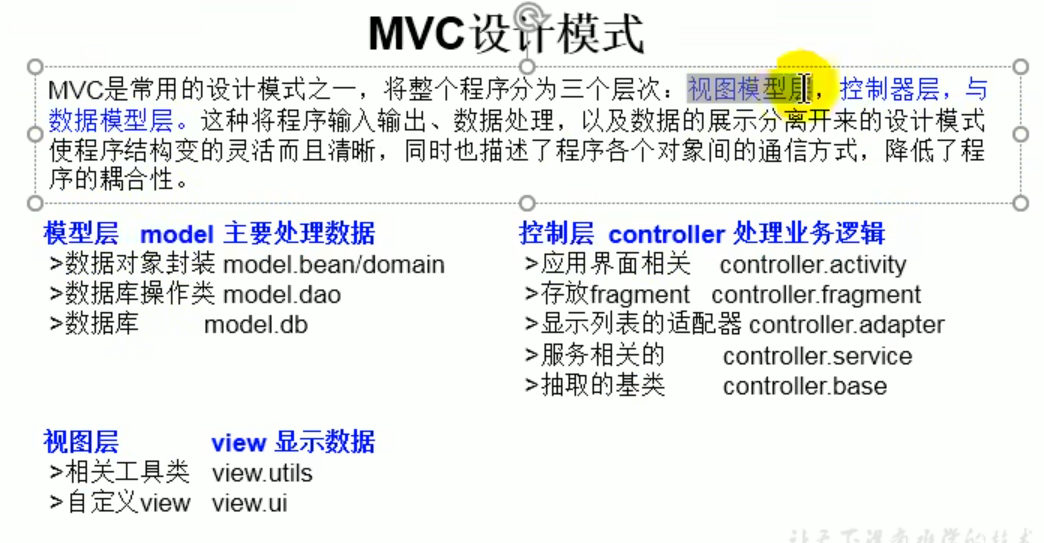 MVC设计模式
MVC是常用的设计模式之一，将整个程序分为三个层次：视图模型层，控制器层，与
数据模型层。这种将程序输入输出、数据处理，以及数据的展示分离开来的设计模式
使程序结构变的灵活而且清晰，同时也描述了程序各个对象间的通信方式，降低了程
序的耦合性。
模型层 model 主要处理数据
>数据对象封装 model.bean/domain
>数据库操作类 model.dao
>数据库 model.db
控制层 controller 处理业务逻辑
>应用界面相关 controller.activity
>存放fragment controller.fragment
>显示列表的适配器 controller.adapter
>服务相关的 controller.service
>抽取的基类 controller.base
视图层 view 显示数据
>相关工具类 view.utils
>自定义view view.ui